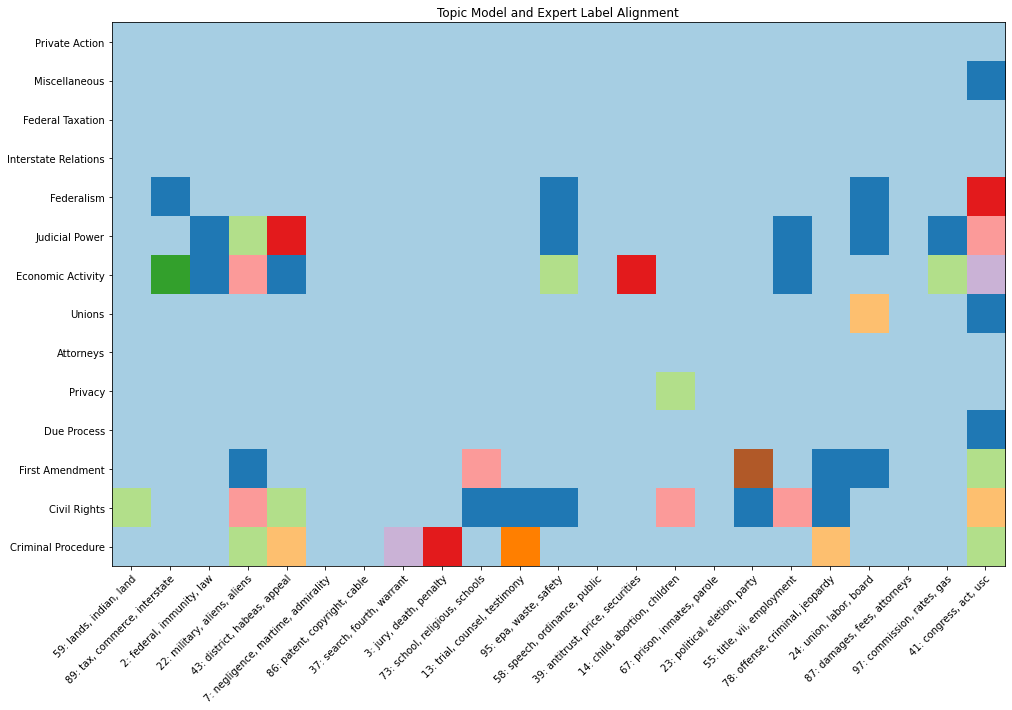 Topic Model and Expert Label Alignment
Private Action
Miscellaneous
Federal Taxation
Interstate Relations
Federalism
Judicial Power
Economic Activity
Unions
Attorneys
Privacy
Due Process
First Amendment
Civil Rights
Criminal Procedure
59: lands, indian, land
89: tax, commerce, interstate
2: federal, immunity, law
22: military, aliens, aliens
43: district, habeas, appeal
7: negligence, martime, admirality
86: patent, copyright, cable
37: search, fourth, warrant
3: jury, death, penalty
73: school, religious, schools
13: trial, counsel, testimony
95: epa, waste, safety
58: speech, ordinance, public
39: antitrust, price, securities
14: child, abortion, children
67: prison, inmates, parole
23: political, eletion, party
55: title, vii, employment
78: offense, criminal, jeopardy
24: union, labor, board
87: damages, fees, attorneys
97: commission, rates, gas
41: congress, act, usc